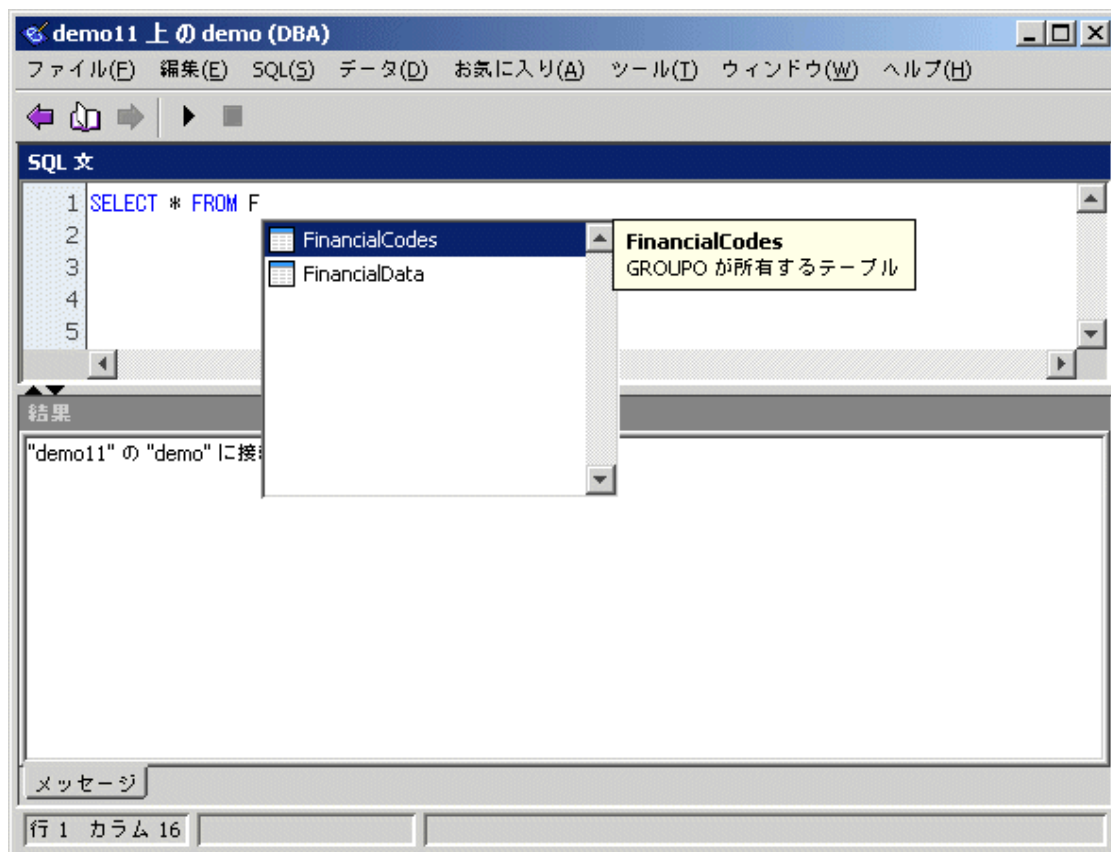 demo11 上 の demo (DBA)
ファイル(F) 編集(E) SQL(S) データ(D) お気に入り(A) ツール(T) ウィンドウ(W) ヘルプ(H)
SQL 文
1 SELECT * FROM F
2
3
4
5
FinancialCodes
FinancialData
FinancialCodes
GROUPO が所有するテーブル
結果
"demo11" の "demo" に接
メッセージ
行 1 カラム 16